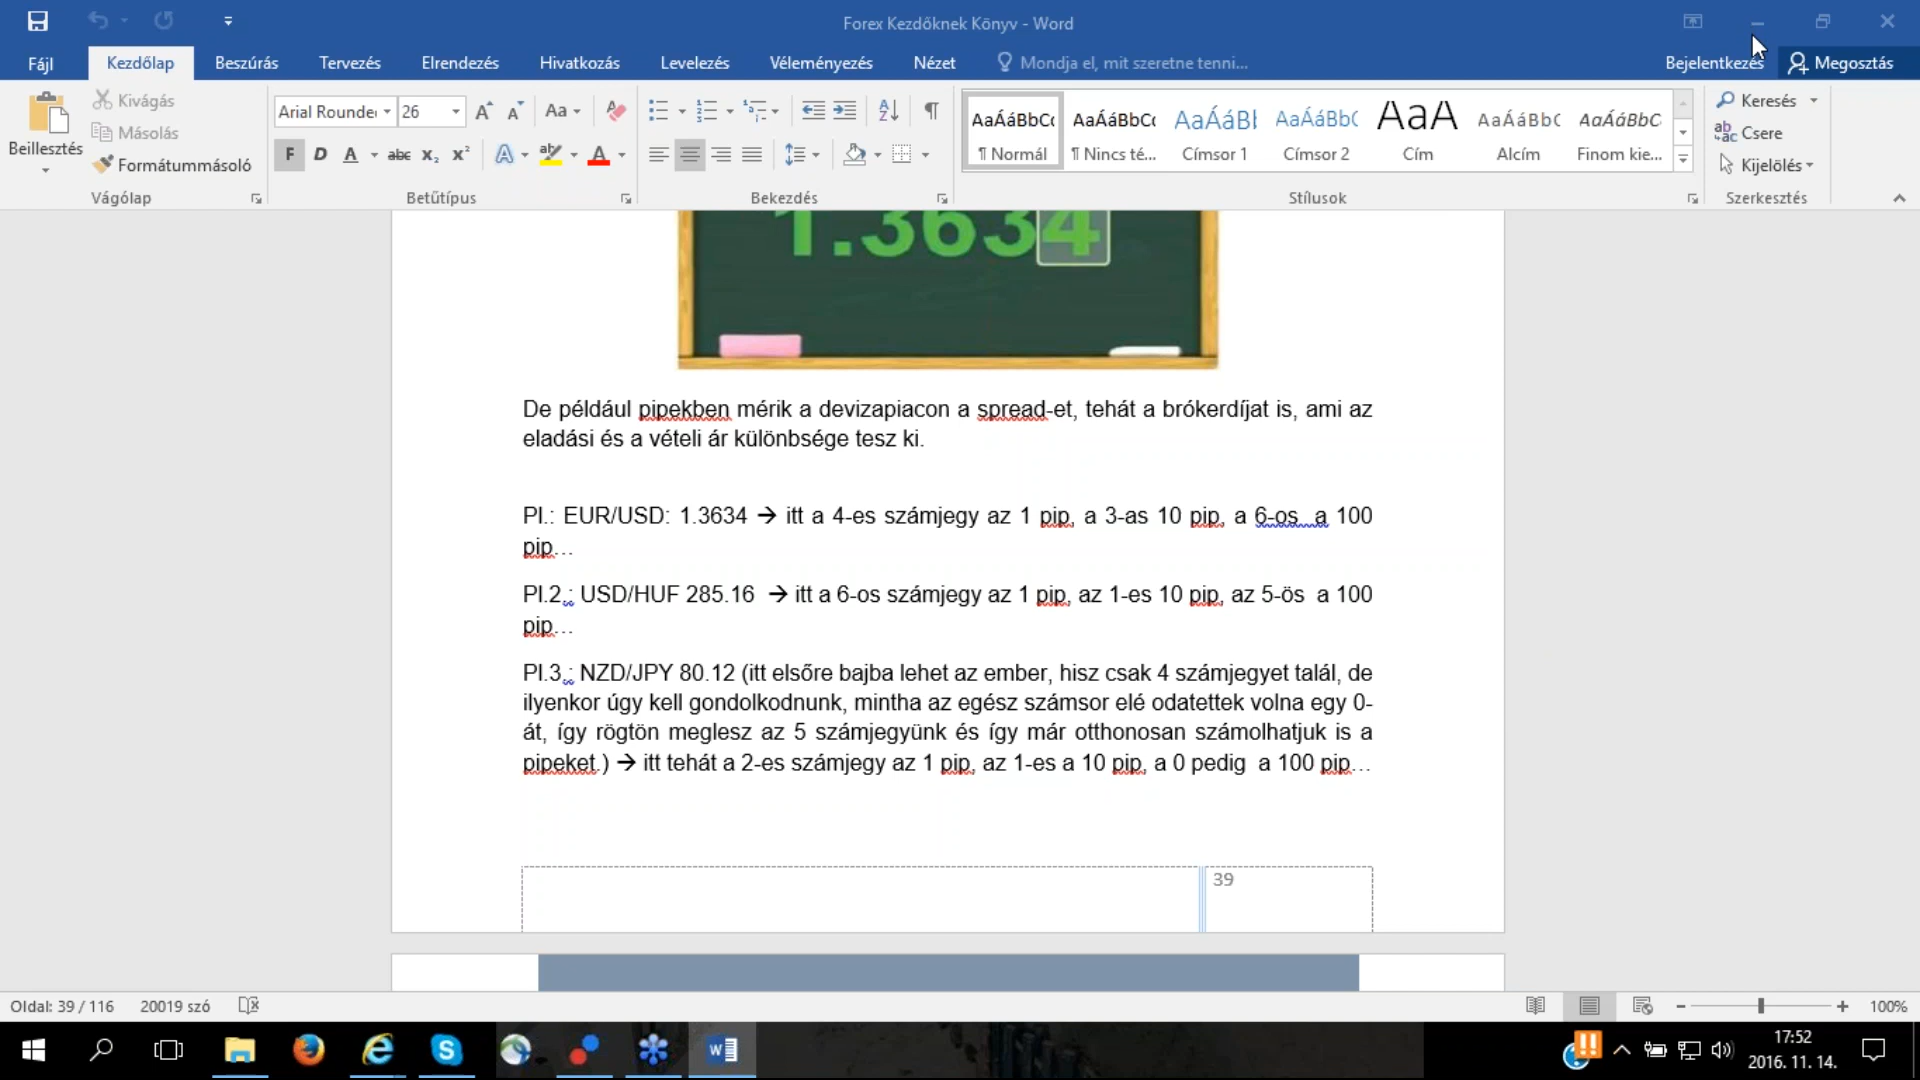 Forex Kezdőknek Könyv - Word
Fájl Kezdőlap Beszúrás Tervezés Elrendezés Hivatkozás Levelezés Véleményezés Nézet Mondja el, mit szeretne tenni... Bejelentkezés Megosztás
Beillesztés
Kivágás
Másolás
Formátummásoló
Vágólap
Arial Rounde 26
Aa
F D A abc x₂ x²
Betűtípus
Bekezdés
AaÁáBbCc AaÁáBbCc AaÁáBl AaÁáBbC AaÁ AaÁáBbC AaÁáBbC
¶ Normál ¶ Nincs té... Címsor 1 Címsor 2 Cím Alcím Finom kie...
Stílusok
Keresés
Csere
Kijelölés
Szerkesztés
1.3634
De például pipekben mérik a devizapiacon a spread-et, tehát a brókerdíjat is, ami az
eladási és a vételi ár különbsége tesz ki.
Pl.: EUR/USD: 1.3634 → itt a 4-es számjegy az 1 pip, a 3-as 10 pip, a 6-os a 100
pip…
Pl.2.: USD/HUF 285.16 → itt a 6-os számjegy az 1 pip, az 1-es 10 pip, az 5-ös a 100
pip…
Pl.3.: NZD/JPY 80.12 (itt elsőre bajba lehet az ember, hisz csak 4 számjegyet talál, de
ilyenkor úgy kell gondolkodnunk, mintha az egész számsor elé odatettek volna egy 0-
át, így rögtön meglesz az 5 számjegyünk és így már otthonosan számolhatjuk is a
pipeket.) → itt tehát a 2-es számjegy az 1 pip, az 1-es a 10 pip, a 0 pedig a 100 pip…
39
Oldal: 39 / 116 20019 szó 100%
17:52
2016. 11. 14.